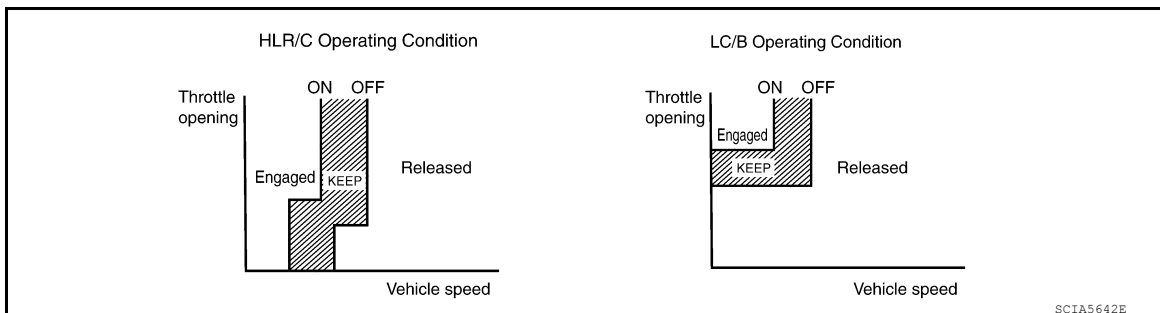 HLR/C Operating Condition
ON OFF
Throttle
opening
Engaged
KEEP
Released
Vehicle speed
LC/B Operating Condition
ON OFF
Throttle
opening
Engaged
KEEP
Released
Vehicle speed
SCIA5642E